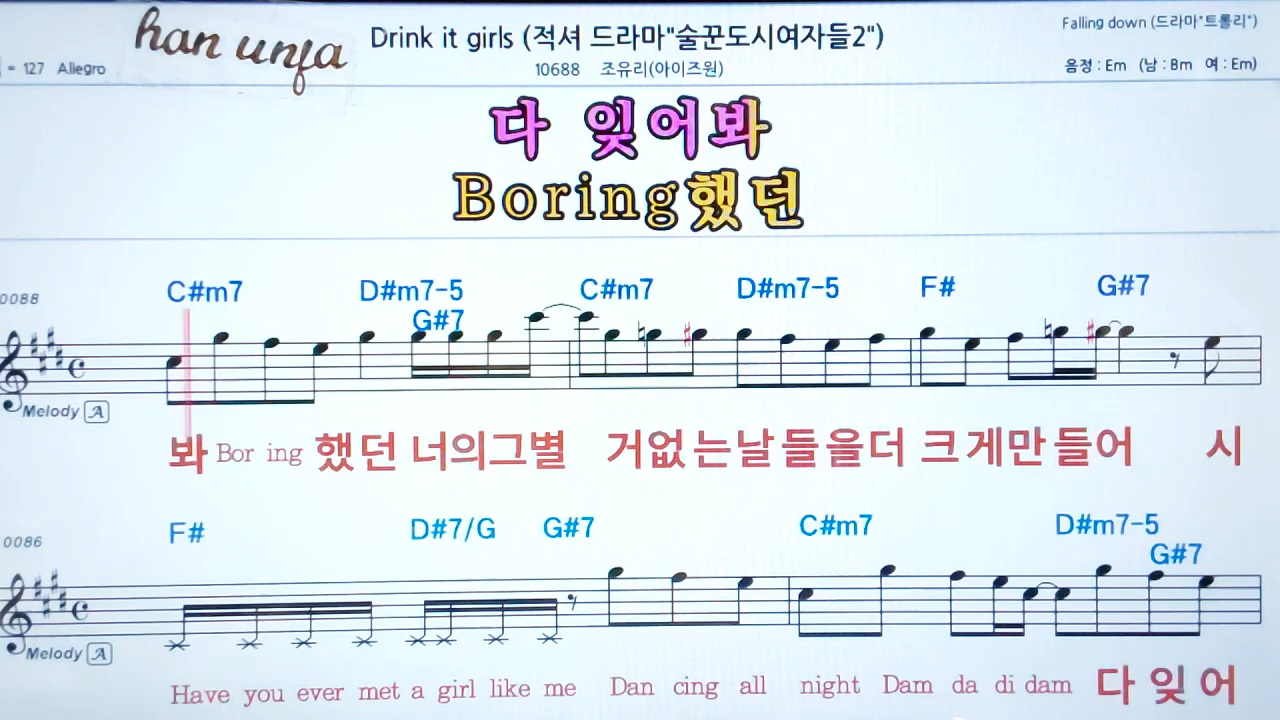 han unja
Drink it girls (적셔 드라마"술꾼도시여자들2")
Falling down (드라마"트롤리")
= 127 Allegro
10688 조유리(아이즈원)
음정 : Em (남 : Bm 여 : Em)
다 잊어봐
Boring했던
0088
C#m7 D#m7-5 C#m7 D#m7-5 F# G#7
G#7
Melody A
봐 Bor ing 했던 너의그별 거없는날들을더 크게만들어 시
0086
F# D#7/G G#7 C#m7 D#m7-5
G#7
Melody A
Have you ever met a girl like me Dan cing all night Dam da di dam 다잊어